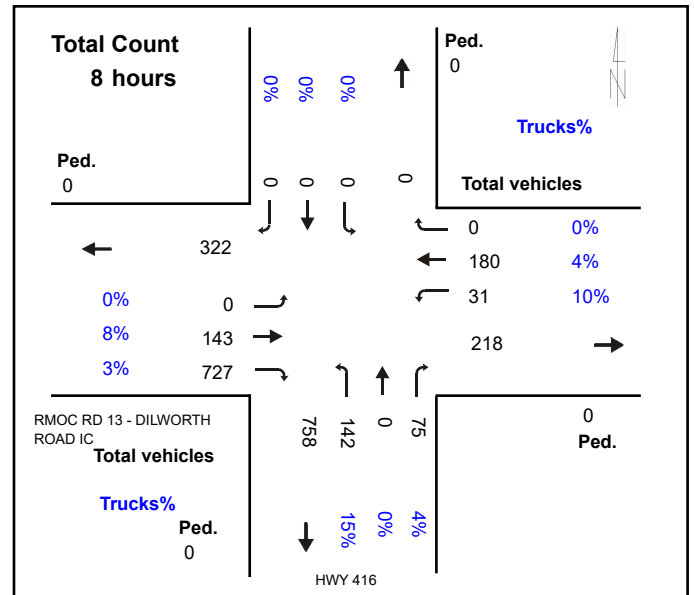 Total Count
8 hours
0% 0% 0%
Ped.
0
N
Trucks%
Ped.
0
0 0 0 0
Total vehicles
0 0%
322
180 4%
0% 0
31 10%
8% 143
218
3% 727
RMOC RD 13 - DILWORTH
ROAD IC
Total vehicles
758 142 0 75
0
Ped.
Trucks%
Ped.
0
15% 0% 4%
HWY 416